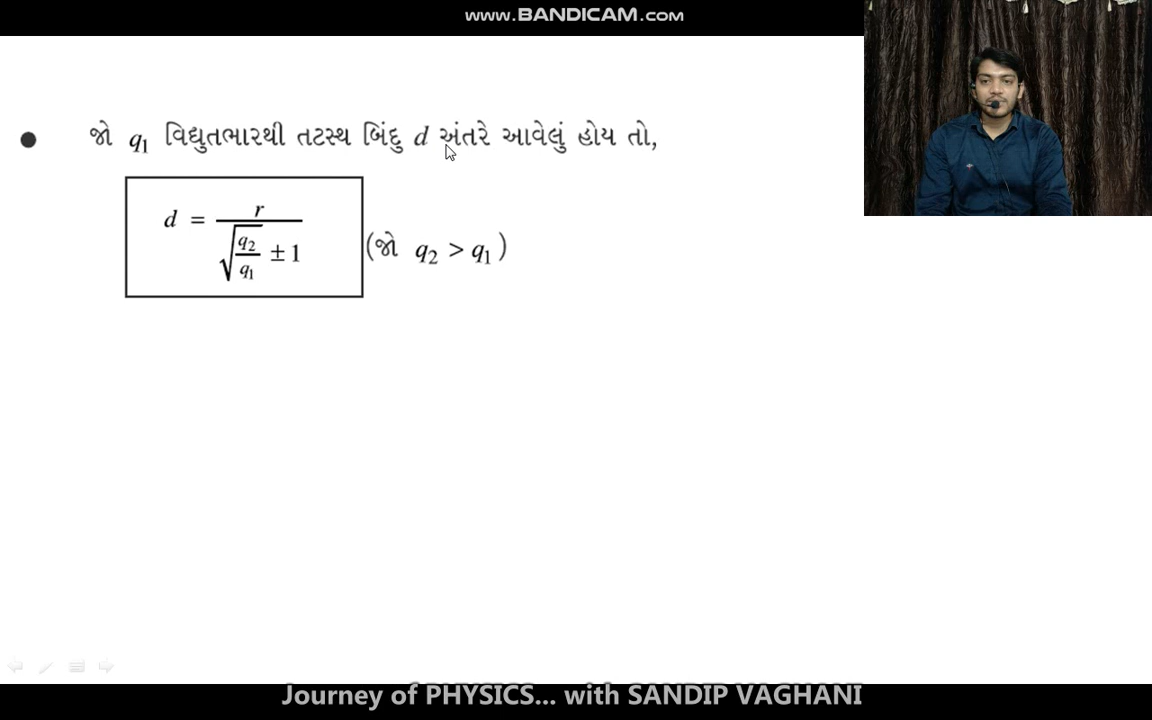 www.BANDICAM.com
● જો q₁ વિદ્યુતભારથી તટસ્થ બિંદુ d અંતરે આવેલું હોય તો,
d = r / (√(q₂/q₁) ± 1) (જો q₂ > q₁)
Journey of PHYSICS... with SANDIP VAGHANI